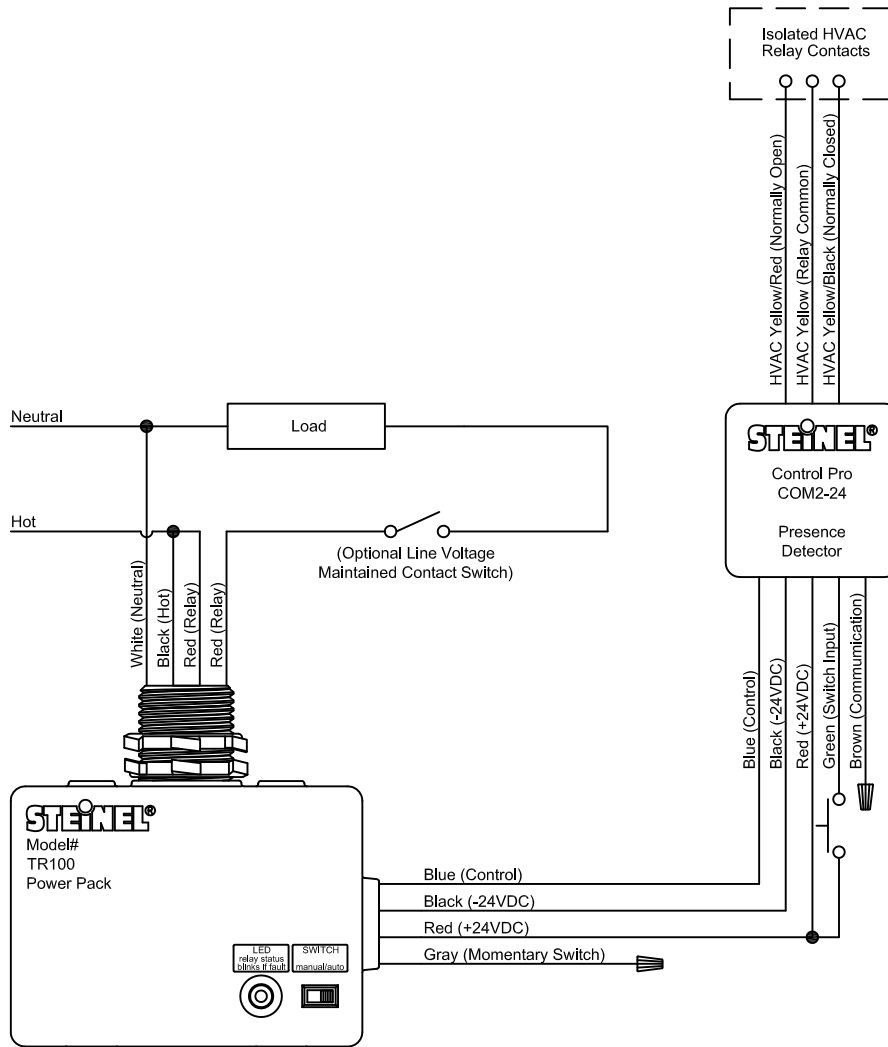 Isolated HVAC
Relay Contacts
HVAC Yellow/Red (Normally Open)
HVAC Yellow (Relay Common)
HVAC Yellow/Black (Normally Closed)
Neutral
Load
Hot
(Optional Line Voltage
Maintained Contact Switch)
White (Neutral)
Black (Hot)
Red (Relay)
Red (Relay)
STEINEL®
Control Pro
COM2-24
Presence
Detector
Blue (Control)
Black (-24VDC)
Red (+24VDC)
Green (Switch Input)
Brown (Communication)
STEINEL®
Model#
TR100
Power Pack
LED
relay status
blinks if fault
SWITCH
manual/auto
Blue (Control)
Black (-24VDC)
Red (+24VDC)
Gray (Momentary Switch)